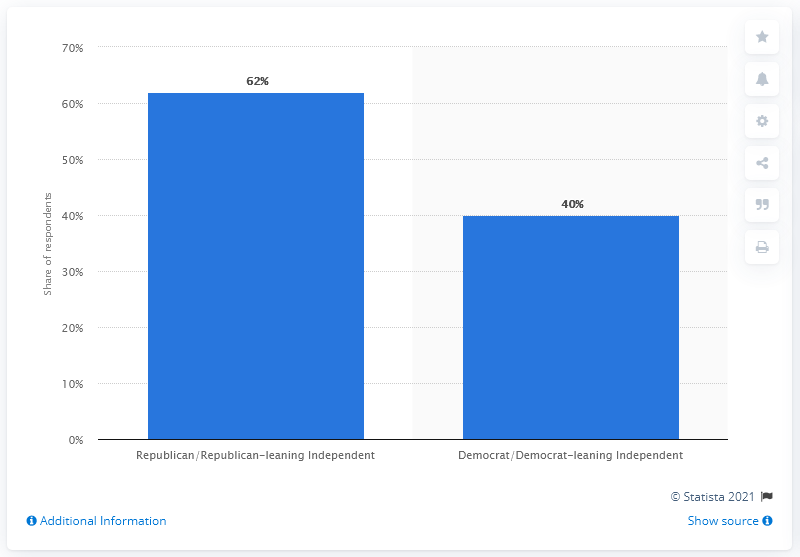 70%
62%
60%
50%
40%
40%
30%
20%
10%
0%
Share of respondents
Republican/Republican-leaning Independent
Democrat/Democrat-leaning Independent
© Statista 2021
Additional Information
Show source